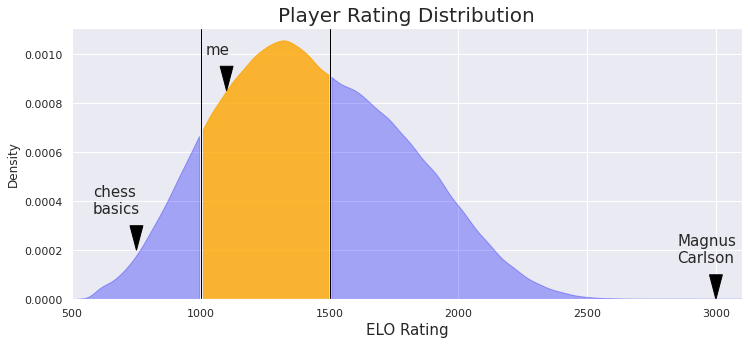 Player Rating Distribution
me
chess
basics
Magnus
Carlson
Density
0.0010
0.0008
0.0006
0.0004
0.0002
0.0000
500
1000
1500
2000
2500
3000
ELO Rating